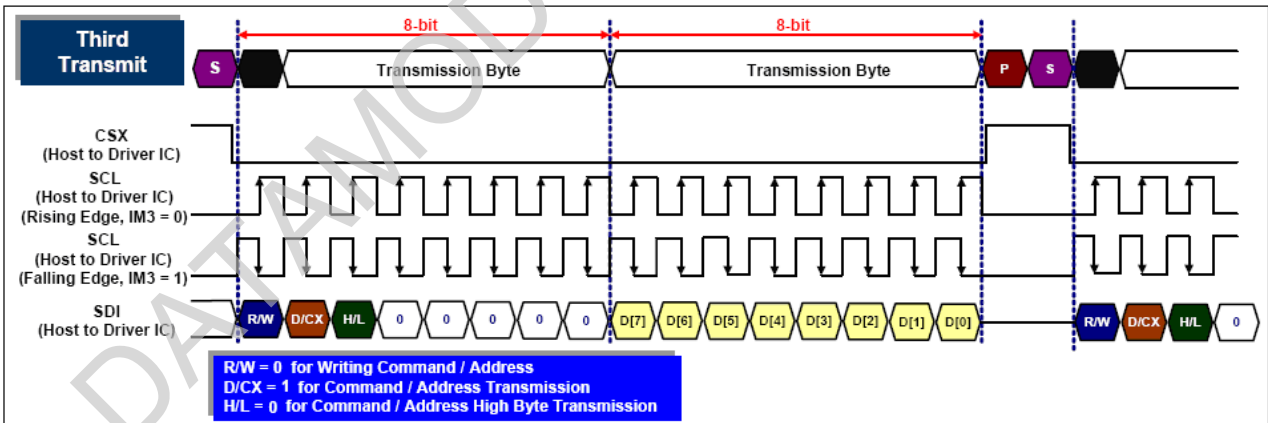 Third
Transmit
8-bit 8-bit
S Transmission Byte Transmission Byte P S
CSX
(Host to Driver IC)
SCL
(Host to Driver IC)
(Rising Edge, IM3 = 0)
SCL
(Host to Driver IC)
(Falling Edge, IM3 = 1)
SDI
(Host to Driver IC)
R/W D/CX H/L 0 0 0 0 0 D[7] D[6] D[5] D[4] D[3] D[2] D[1] D[0] R/W D/CX H/L 0
R/W = 0 for Writing Command / Address
D/CX = 1 for Command / Address Transmission
H/L = 0 for Command / Address High Byte Transmission
DATAMOD